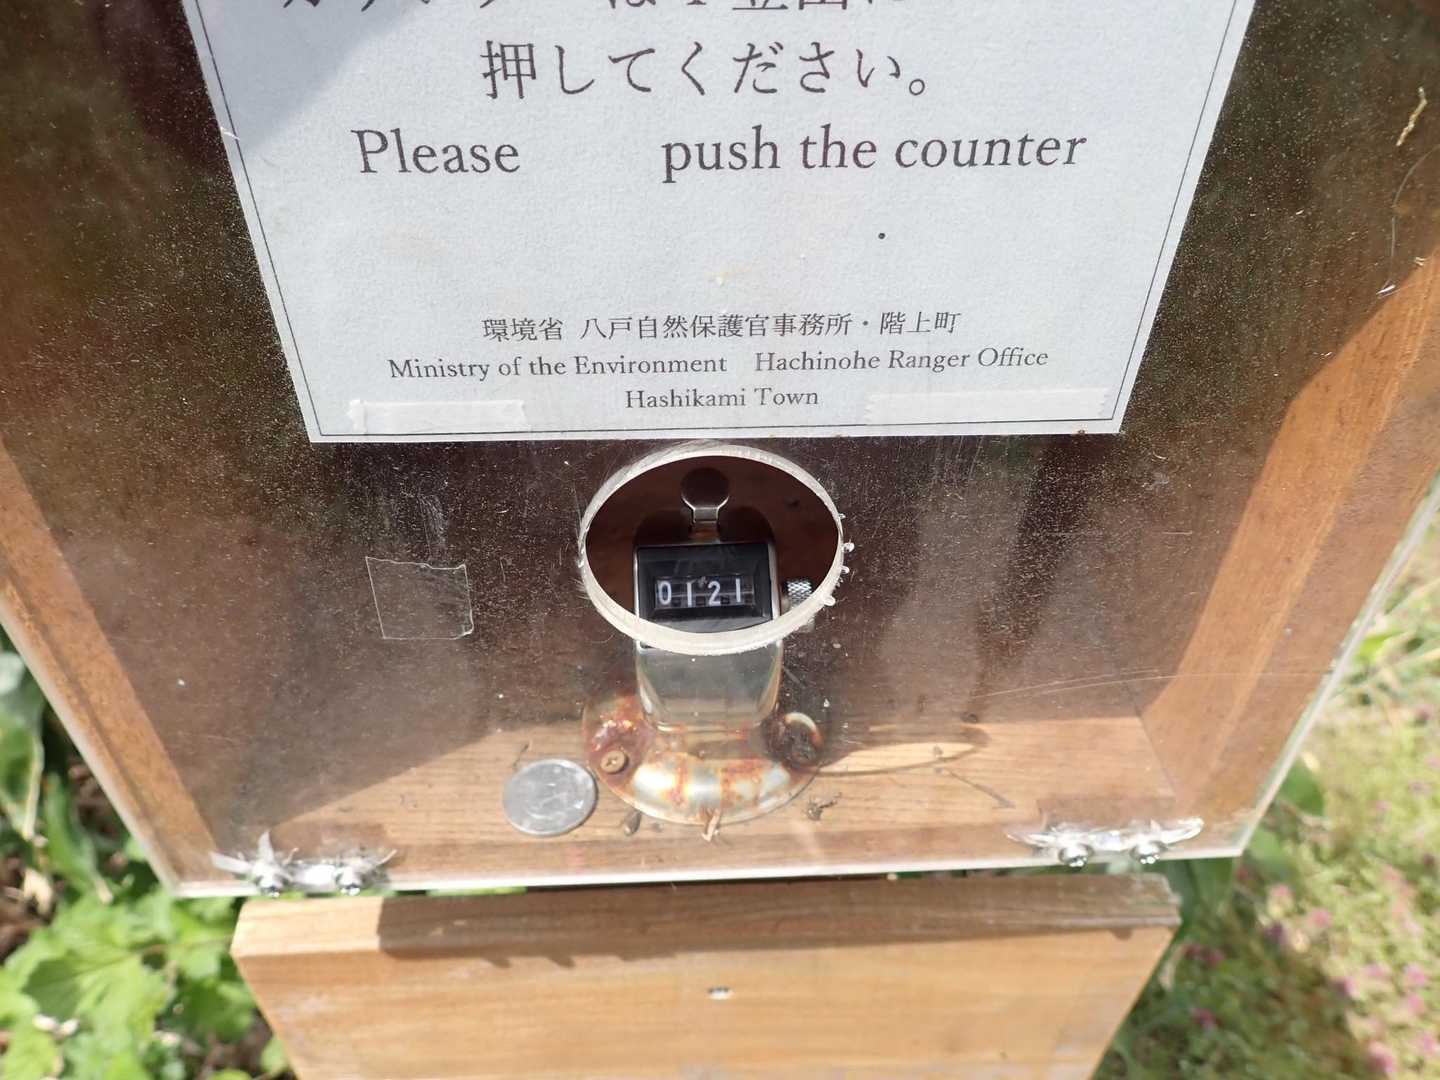 押してください。
Please push the counter
環境省 八戸自然保護官事務所・階上町
Ministry of the Environment Hachinohe Ranger Office
Hashikami Town
0121